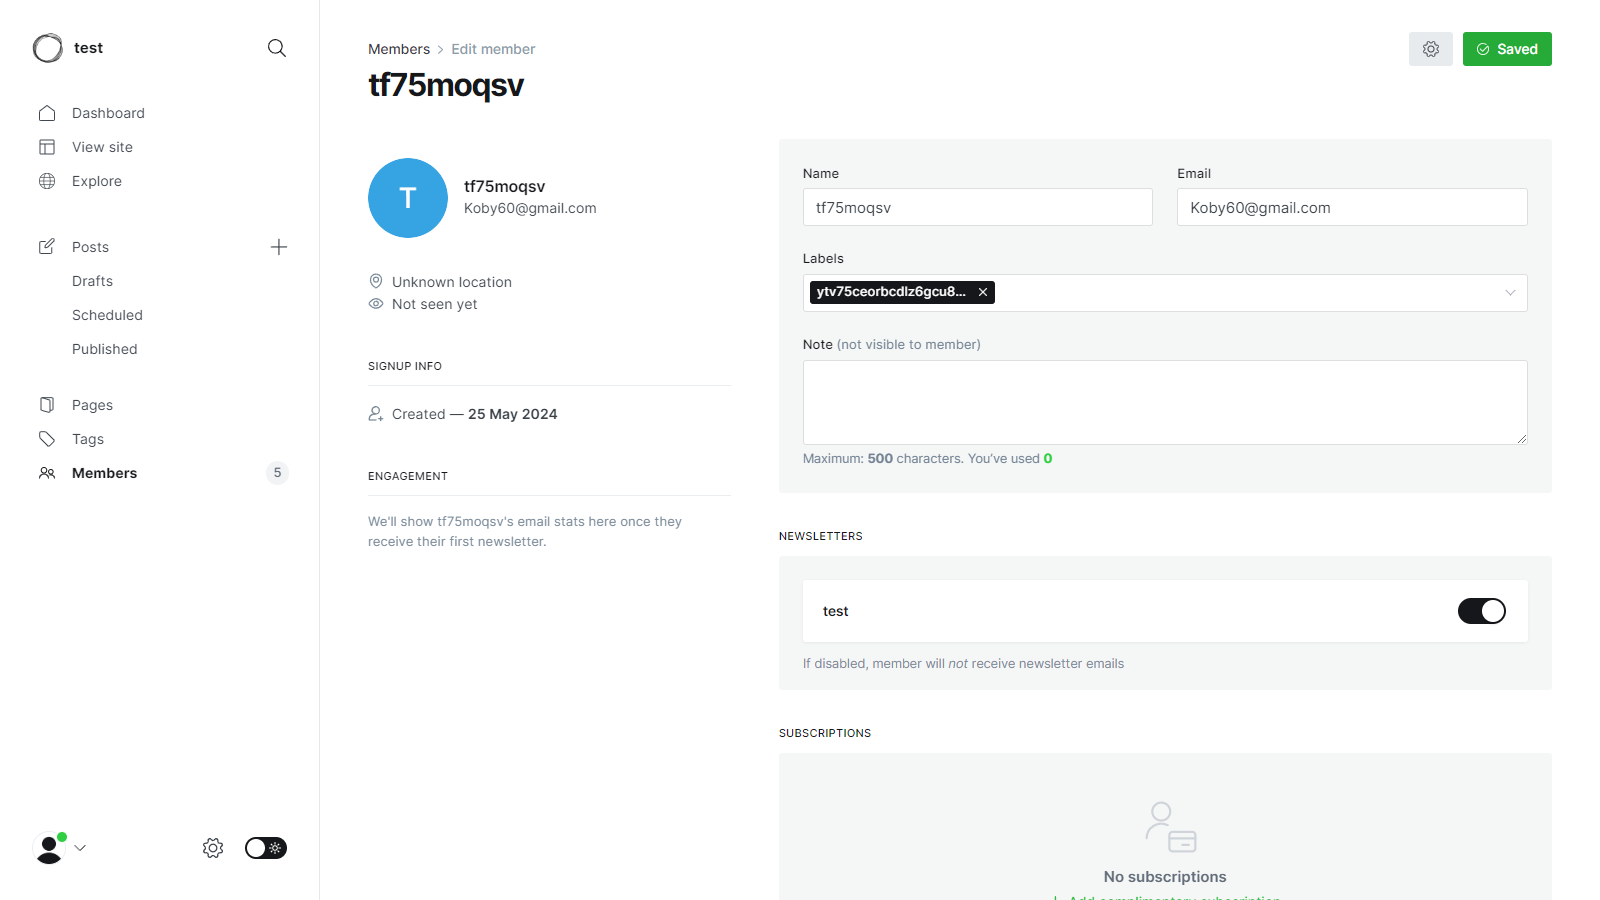 test
Dashboard
View site
Explore
Posts
Drafts
Scheduled
Published
Pages
Tags
Members 5
Members > Edit member
Saved
tf75moqsv
T
tf75moqsv
Koby60@gmail.com
Unknown location
Not seen yet
SIGNUP INFO
Created — 25 May 2024
ENGAGEMENT
We'll show tf75moqsv's email stats here once they
receive their first newsletter.
Name
tf75moqsv
Email
Koby60@gmail.com
Labels
ytv75ceorbcdlz6gcu8...
Note (not visible to member)
Maximum: 500 characters. You've used 0
NEWSLETTERS
test
If disabled, member will not receive newsletter emails
SUBSCRIPTIONS
No subscriptions
Add complimentary subscription